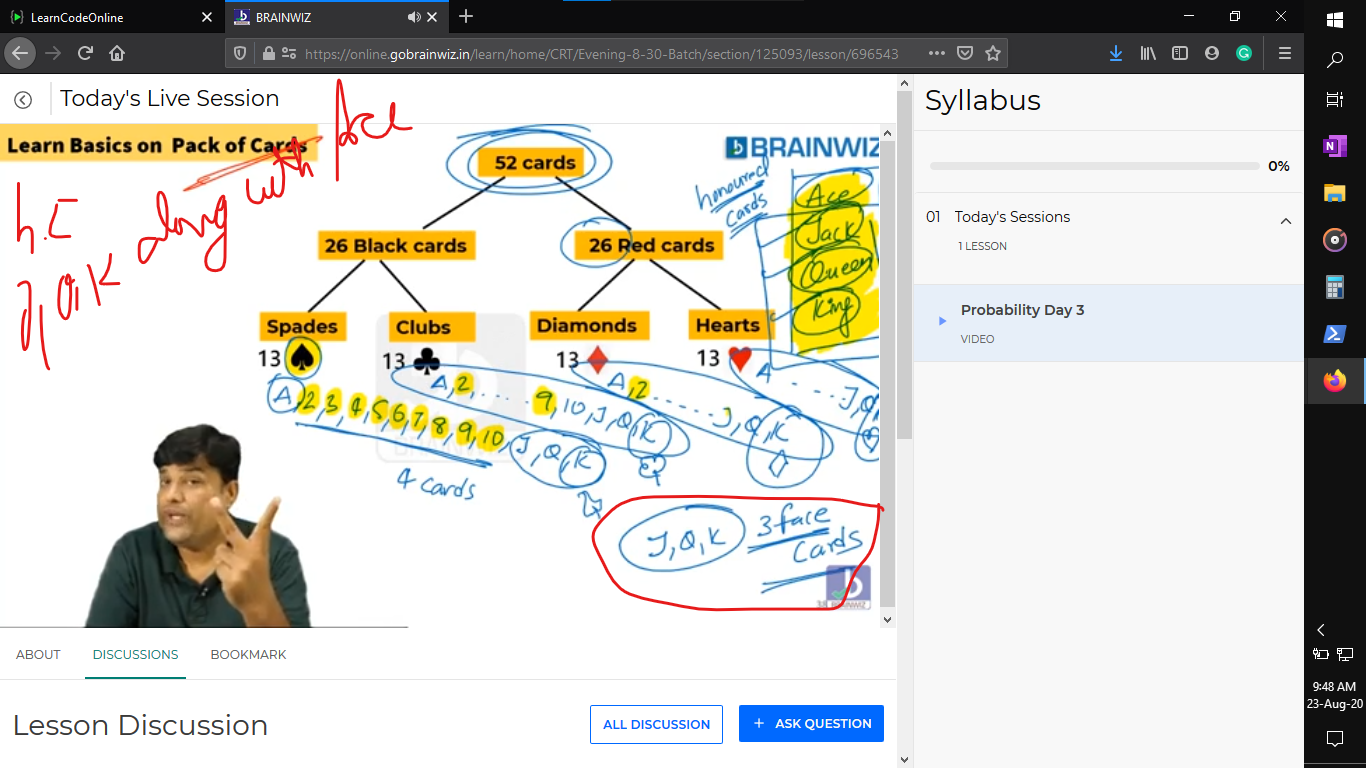 LearnCodeOnline
BRAINWIZ
https://online.gobrainwiz.in/learn/home/CRT/Evening-8-30-Batch/section/125093/lesson/696543
Today's Live Session
Learn Basics on Pack of Cards
along with Ace
J, Q, K
52 cards
BRAINWIZ
honoured
cards
Ace
Jack
Queen
King
26 Black cards
26 Red cards
Spades
Clubs
Diamonds
Hearts
13 ♠
13 ♣
13 ♦
13 ♥
A, 2, 3, 4, 5, 6, 7, 8, 9, 10, J, Q, K
A, 2, ..... 9, 10, J, Q, K
A, 2 ...... J, Q, K
A ..... J, Q,
4 cards
J, Q, K 3 face
cards
38 BRAINWIZ
ABOUT
DISCUSSIONS
BOOKMARK
Lesson Discussion
ALL DISCUSSION
+ ASK QUESTION
Syllabus
0%
01 Today's Sessions
1 LESSON
Probability Day 3
VIDEO
9:48 AM
23-Aug-20